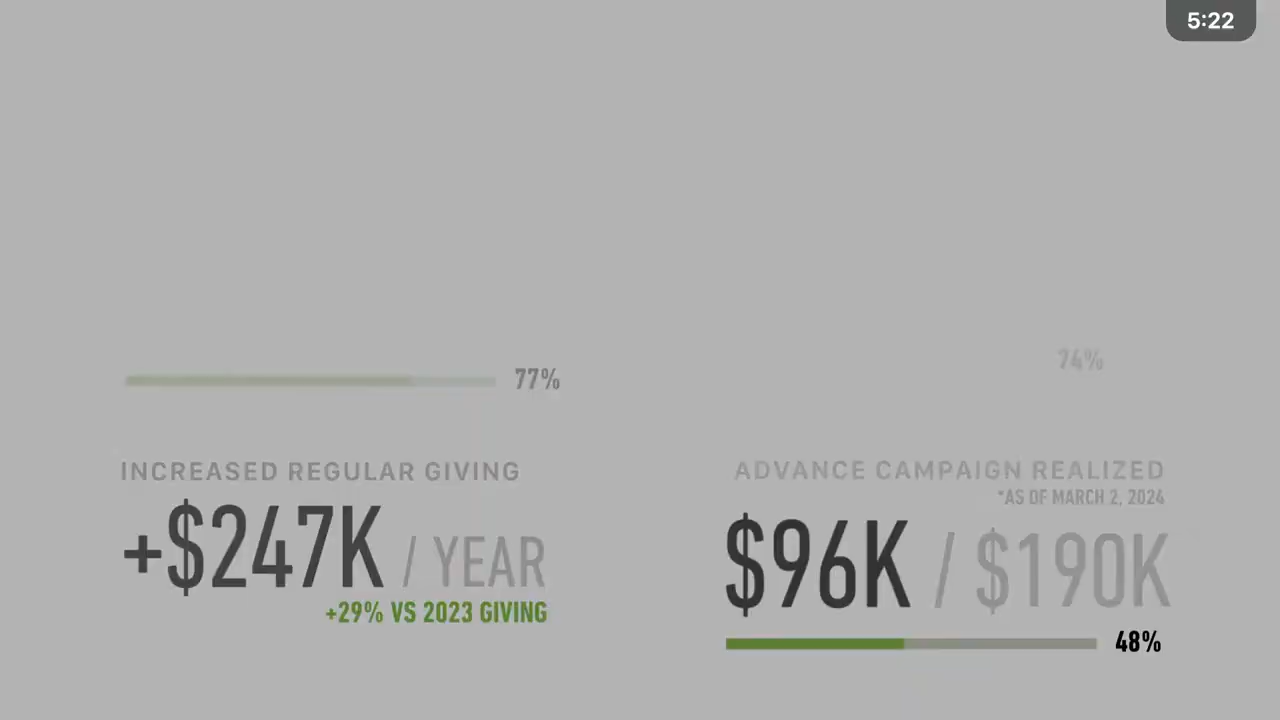 5:22
77%
74%
INCREASED REGULAR GIVING
+$247K / YEAR
+29% VS 2023 GIVING
ADVANCE CAMPAIGN REALIZED
*AS OF MARCH 2, 2024
$96K / $190K
48%